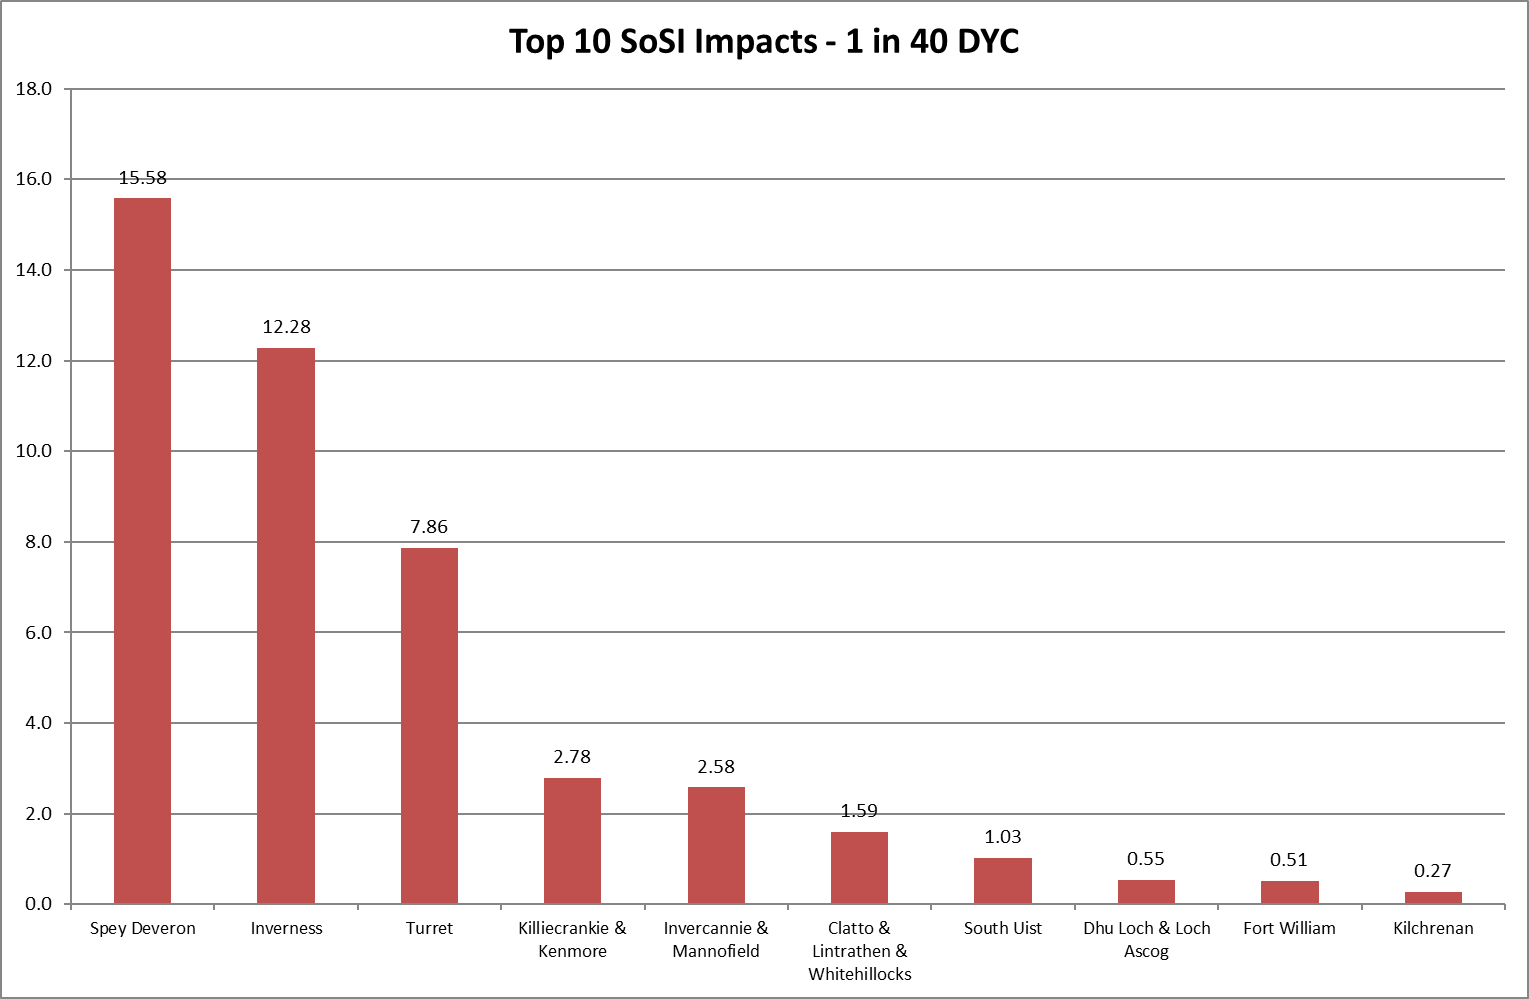 Top 10 SoSI Impacts - 1 in 40 DYC
18.0
16.0
14.0
12.0
10.0
8.0
6.0
4.0
2.0
0.0
15.58
12.28
7.86
2.78
2.58
1.59
1.03
0.55
0.51
0.27
Spey Deveron
Inverness
Turret
Killiecrankie &
Kenmore
Invercannie &
Mannofield
Clatto &
Lintrathen &
Whitehillocks
South Uist
Dhu Loch & Loch
Ascog
Fort William
Kilchrenan